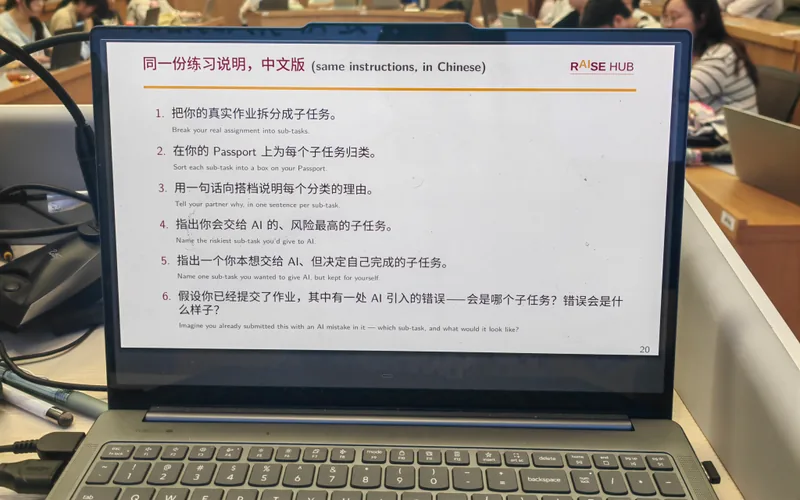 同一份练习说明，中文版 (same instructions, in Chinese)
RAISE HUB
1. 把你的真实作业拆分成子任务。
Break your real assignment into sub-tasks.
2. 在你的 Passport 上为每个子任务归类。
Sort each sub-task into a box on your Passport.
3. 用一句话向搭档说明每个分类的理由。
Tell your partner why, in one sentence per sub-task.
4. 指出你会交给 AI 的、风险最高的子任务。
Name the riskiest sub-task you'd give to AI.
5. 指出一个你本想交给 AI、但决定自己完成的子任务。
Name one sub-task you wanted to give AI, but kept for yourself.
6. 假设你已经提交了作业，其中有一处 AI 引入的错误——会是哪个子任务？错误会是什
么样子？
Imagine you already submitted this with an AI mistake in it — which sub-task, and what would it look like?
20
delete
backspace
Q W E R T Y U I O P